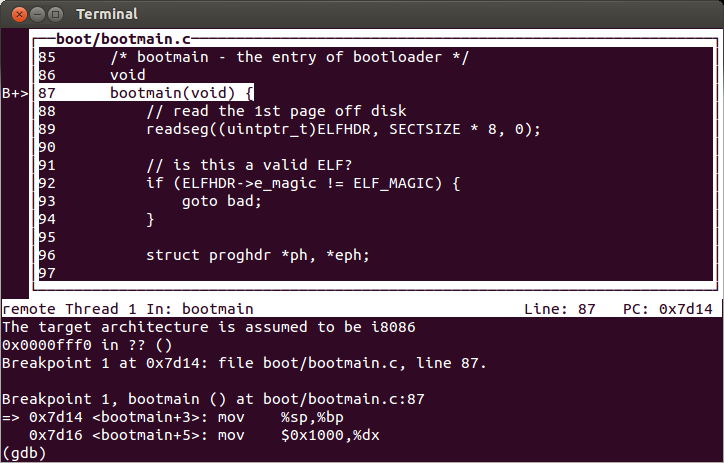 Terminal
boot/bootmain.c
85      /* bootmain - the entry of bootloader */
86      void
B+>87      bootmain(void) {
88          // read the 1st page off disk
89          readseg((uintptr_t)ELFHDR, SECTSIZE * 8, 0);
90
91          // is this a valid ELF?
92          if (ELFHDR->e_magic != ELF_MAGIC) {
93              goto bad;
94          }
95
96          struct proghdr *ph, *eph;
97
remote Thread 1 In: bootmain                              Line: 87   PC: 0x7d14
The target architecture is assumed to be i8086
0x0000fff0 in ?? ()
Breakpoint 1 at 0x7d14: file boot/bootmain.c, line 87.

Breakpoint 1, bootmain () at boot/bootmain.c:87
=> 0x7d14 <bootmain+3>: mov    %sp,%bp
   0x7d16 <bootmain+5>: mov    $0x1000,%dx
(gdb)